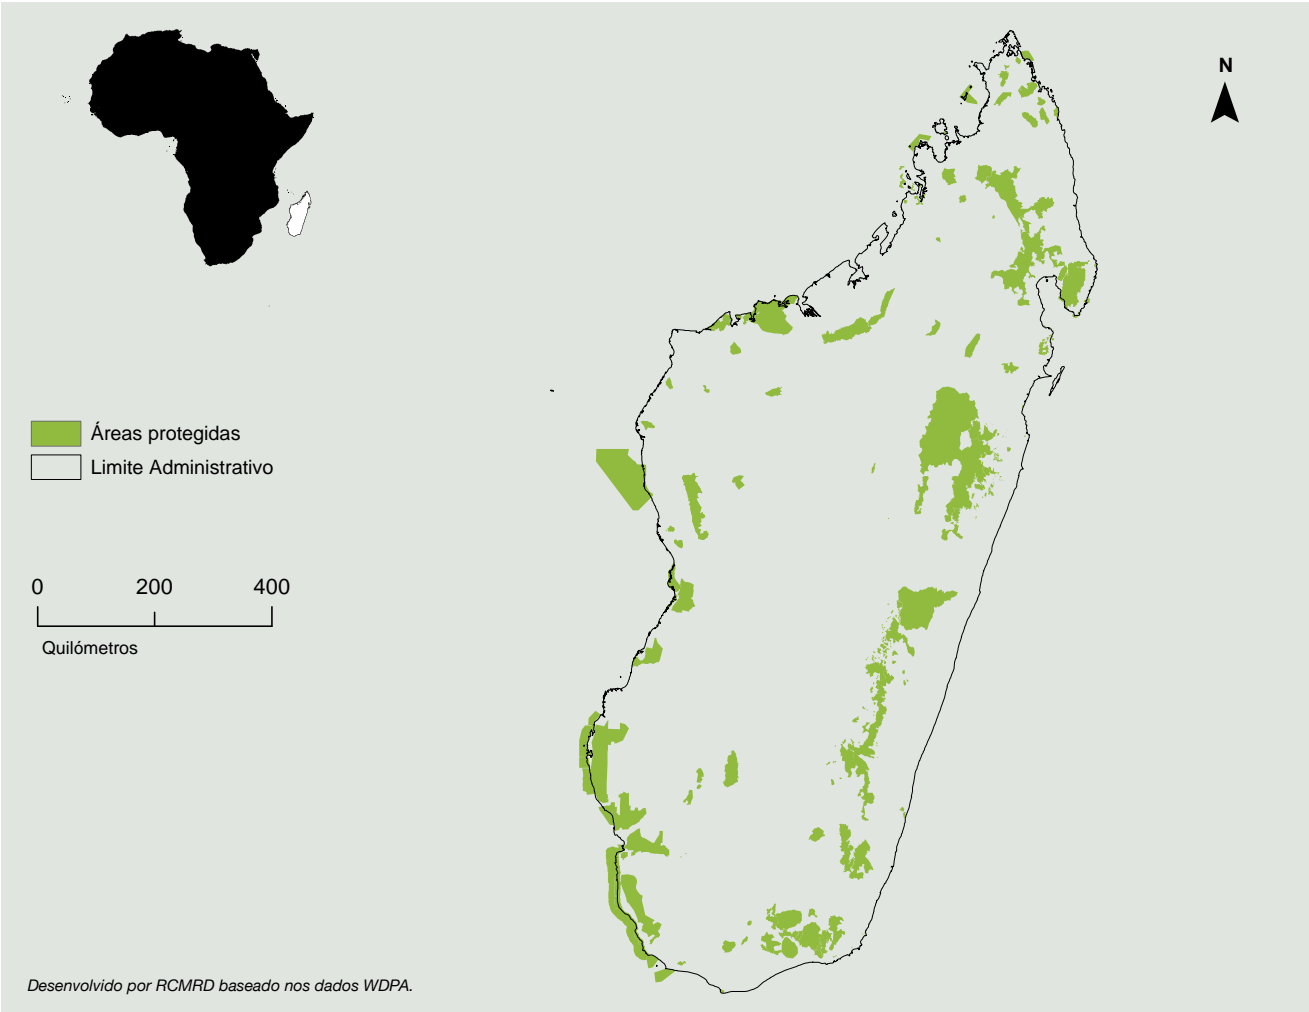 N
Áreas protegidas
Limite Administrativo
0 200 400
Quilómetros
Desenvolvido por RCMRD baseado nos dados WDPA.